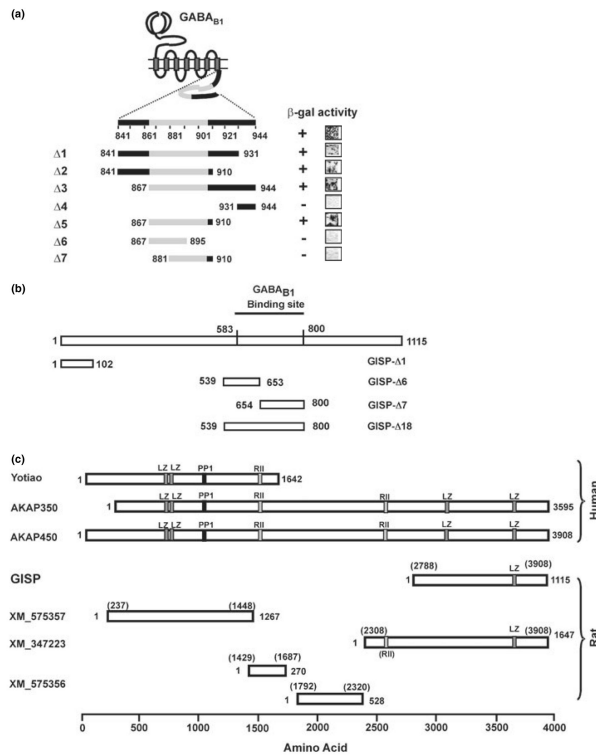 (a)
GABAB1
β-gal activity
841 861 881 901 921 944 +
Δ1 841 931 +
Δ2 841 910 +
Δ3 867 944 +
Δ4 931 944 -
Δ5 867 910 +
Δ6 867 895 -
Δ7 881 910 -
(b)
GABAB1
Binding site
583 800
1 1115
1 102 GISP-Δ1
539 653 GISP-Δ6
654 800 GISP-Δ7
539 800 GISP-Δ18
(c)
LZ LZ PP1 RII
Yotiao 1 1642
LZ LZ PP1 RII RII LZ LZ
AKAP350 1 3595
LZ LZ PP1 RII RII LZ LZ
AKAP450 1 3908
Human
(2788) (3908)
GISP 1 LZ 1115
(237) (1448)
XM_575357 1 1267
(2308) LZ (3908)
XM_347223 1 1647
(RII)
(1429) (1687)
1 270
XM_575356
(1792) (2320)
1 528
Rat
0 500 1000 1500 2000 2500 3000 3500 4000
Amino Acid